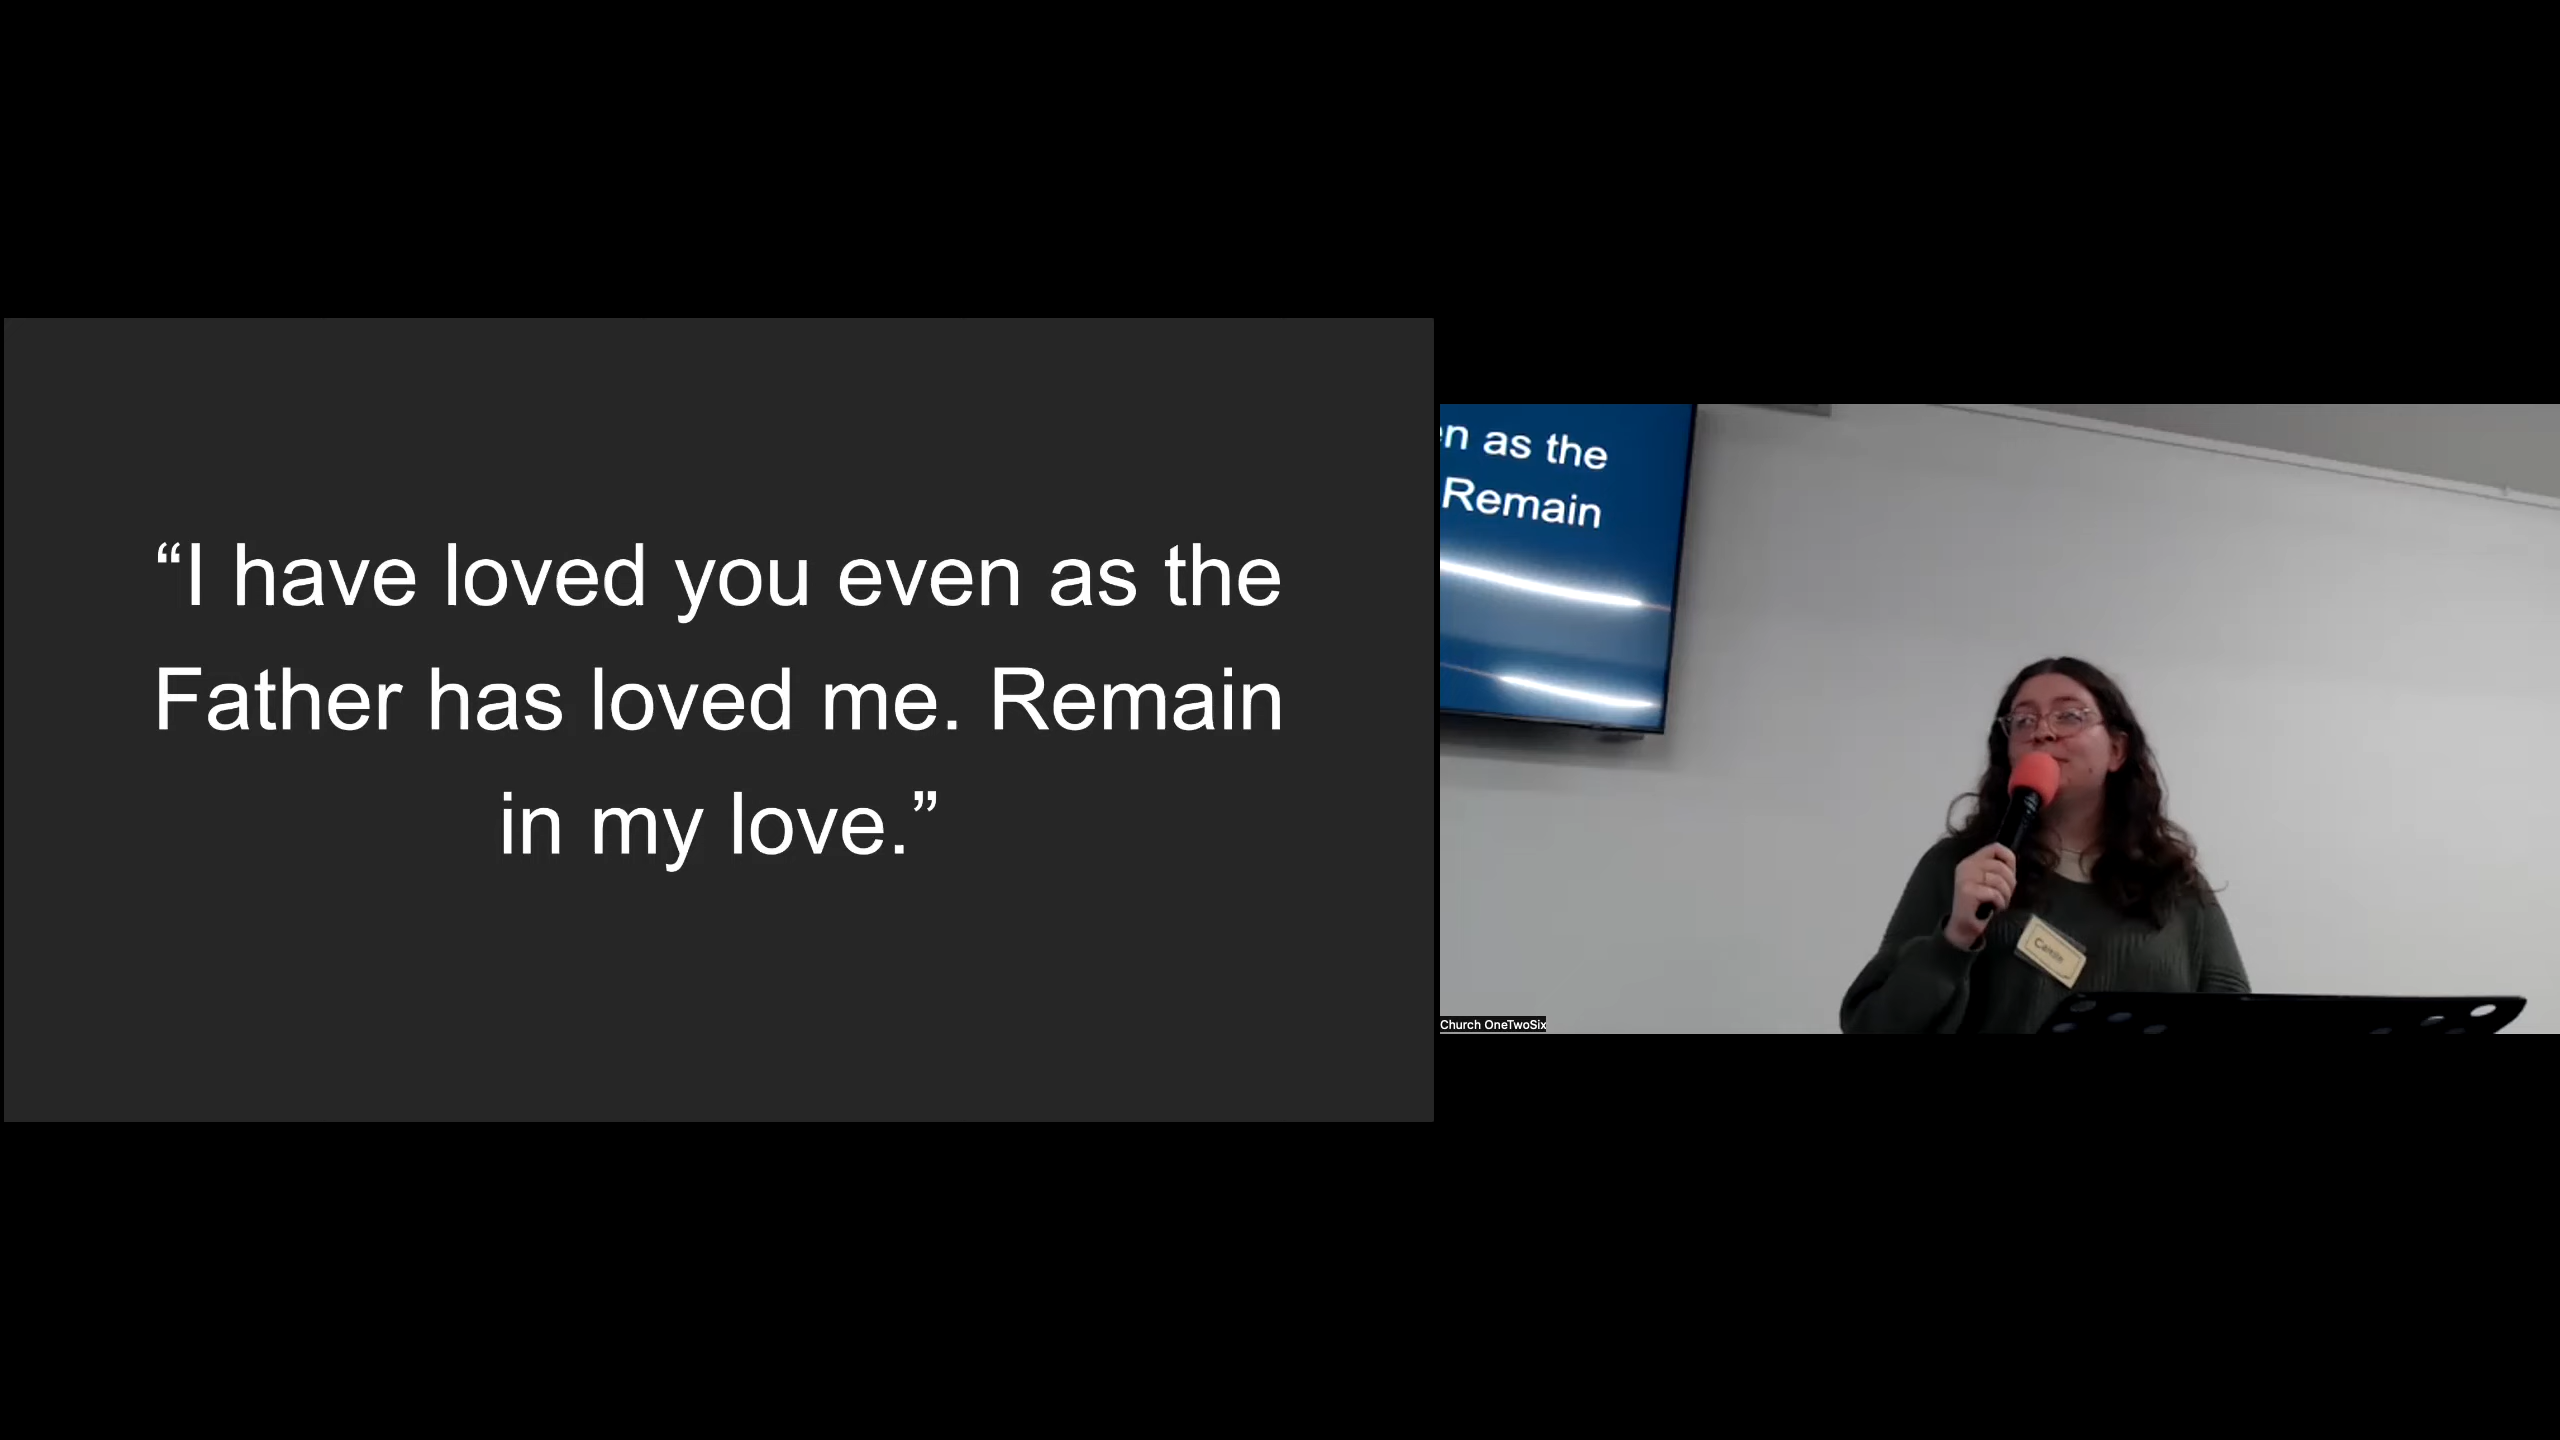 “I have loved you even as the
Father has loved me. Remain
in my love.”
en as the
Remain
Church OneTwoSix